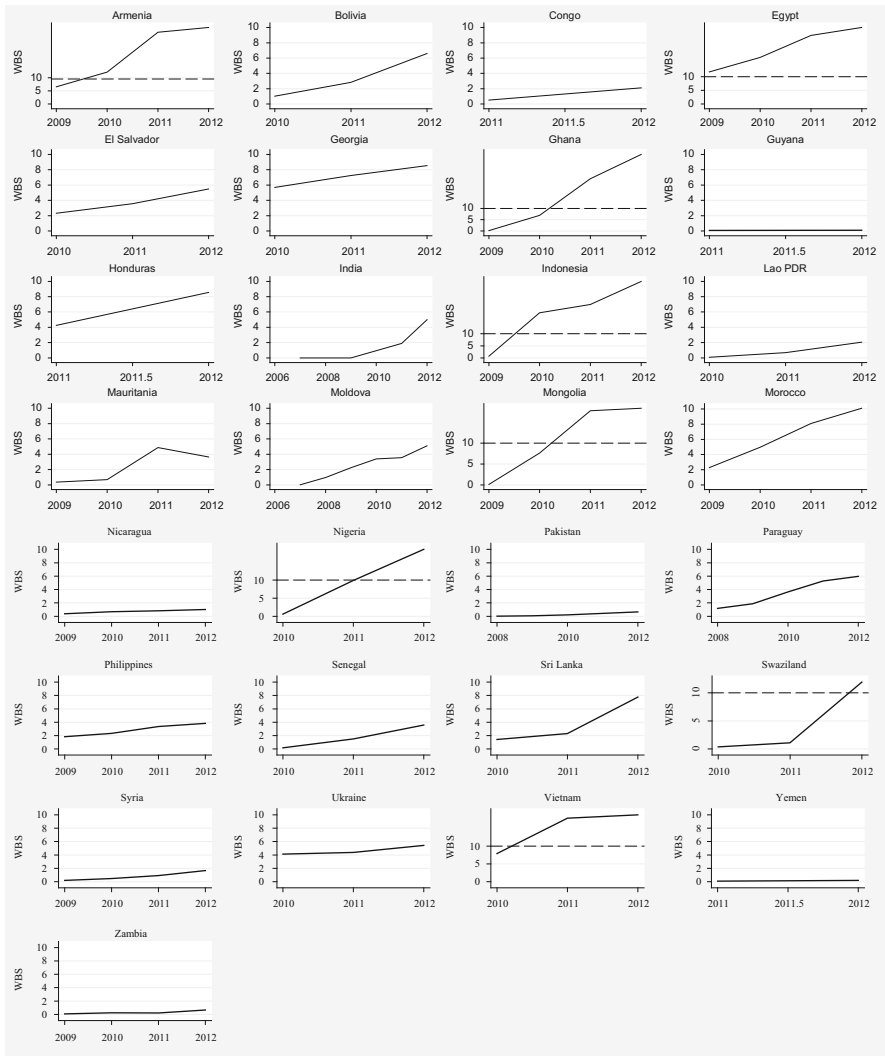 Armenia Bolivia Congo Egypt
WBS 10 5 0 WBS 10 8 6 4 2 0 WBS 10 8 6 4 2 0 WBS 10 5 0
2009 2010 2011 2012 2010 2011 2012 2011 2011.5 2012 2009 2010 2011 2012
El Salvador Georgia Ghana Guyana
WBS 10 8 6 4 2 0 WBS 10 8 6 4 2 0 WBS 10 5 0 WBS 10 8 6 4 2 0
2010 2011 2012 2010 2011 2012 2009 2010 2011 2012 2011 2011.5 2012
Honduras India Indonesia Lao PDR
WBS 10 8 6 4 2 0 WBS 10 8 6 4 2 0 WBS 10 5 0 WBS 10 8 6 4 2 0
2011 2011.5 2012 2006 2008 2010 2012 2009 2010 2011 2012 2010 2011 2012
Mauritania Moldova Mongolia Morocco
WBS 10 8 6 4 2 0 WBS 10 8 6 4 2 0 WBS 10 5 0 WBS 10 8 6 4 2 0
2009 2010 2011 2012 2006 2008 2010 2012 2009 2010 2011 2012 2009 2010 2011 2012
Nicaragua Nigeria Pakistan Paraguay
WBS 10 8 6 4 2 0 WBS 10 5 0 WBS 10 8 6 4 2 0 WBS 10 8 6 4 2 0
2009 2010 2011 2012 2010 2011 2012 2008 2010 2012 2008 2010 2012
Philippines Senegal Sri Lanka Swaziland
WBS 10 8 6 4 2 0 WBS 10 8 6 4 2 0 WBS 10 8 6 4 2 0 WBS 10 5 0
2009 2010 2011 2012 2010 2011 2012 2010 2011 2012 2010 2011 2012
Syria Ukraine Vietnam Yemen
WBS 10 8 6 4 2 0 WBS 10 8 6 4 2 0 WBS 10 5 0 WBS 10 8 6 4 2 0
2009 2010 2011 2012 2010 2011 2012 2010 2011 2012 2011 2011.5 2012
Zambia
WBS 10 8 6 4 2 0
2009 2010 2011 2012